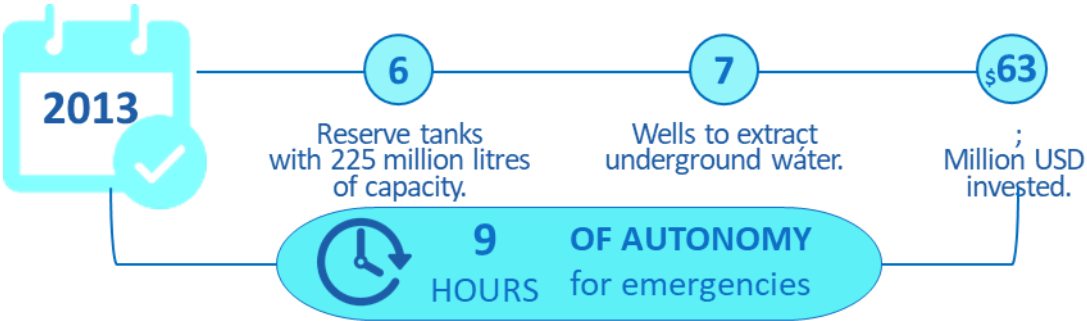 2013
6
Reserve tanks
with 225 million litres
of capacity.
7
Wells to extract
underground wáter.
$63
;
Million USD
invested.
9
HOURS
OF AUTONOMY
for emergencies